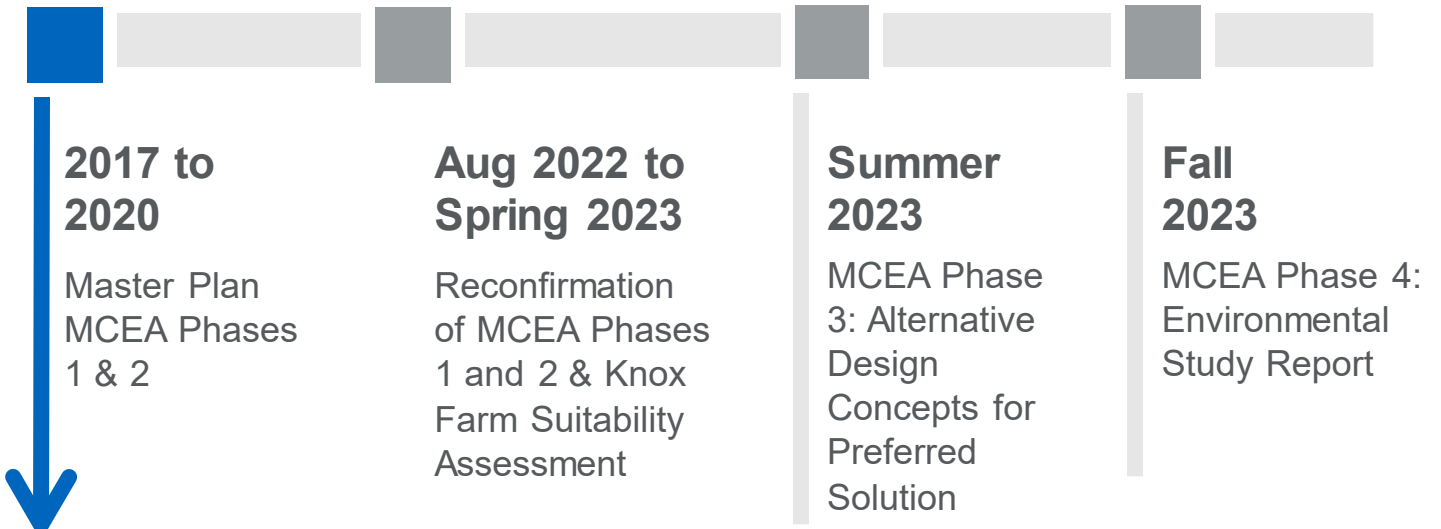 2017 to
2020
Master Plan
MCEA Phases
1 & 2
Aug 2022 to
Spring 2023
Reconfirmation
of MCEA Phases
1 and 2 & Knox
Farm Suitability
Assessment
Summer
2023
MCEA Phase
3: Alternative
Design
Concepts for
Preferred
Solution
Fall
2023
MCEA Phase 4:
Environmental
Study Report